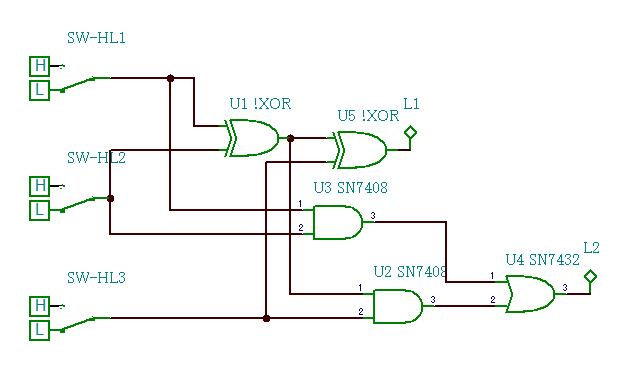 SW-HL1
H
L
U1 !XOR
U5 !XOR
L1
SW-HL2
H
L
U3 SN7408
1
2
3
SW-HL3
H
L
U2 SN7408
1
2
3
U4 SN7432
1
2
3
L2